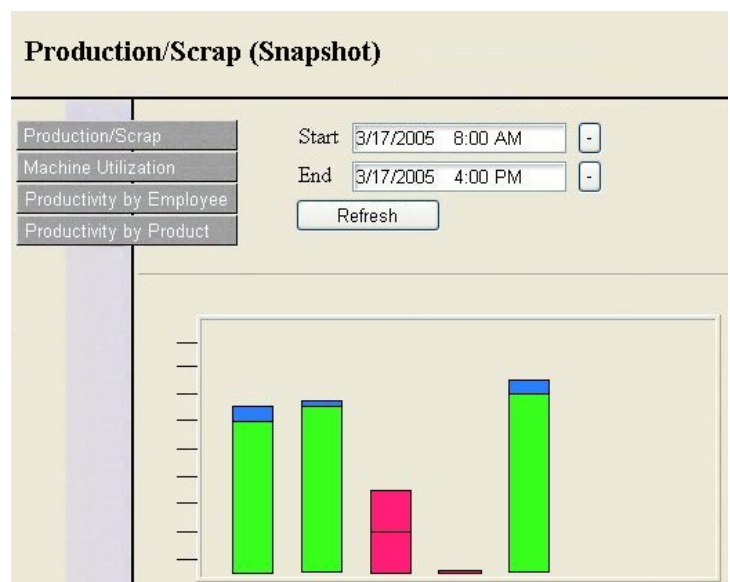 Production/Scrap (Snapshot)
Production/Scrap
Machine Utilization
Productivity by Employee
Productivity by Product
Start 3/17/2005 8:00 AM -
End 3/17/2005 4:00 PM -
Refresh